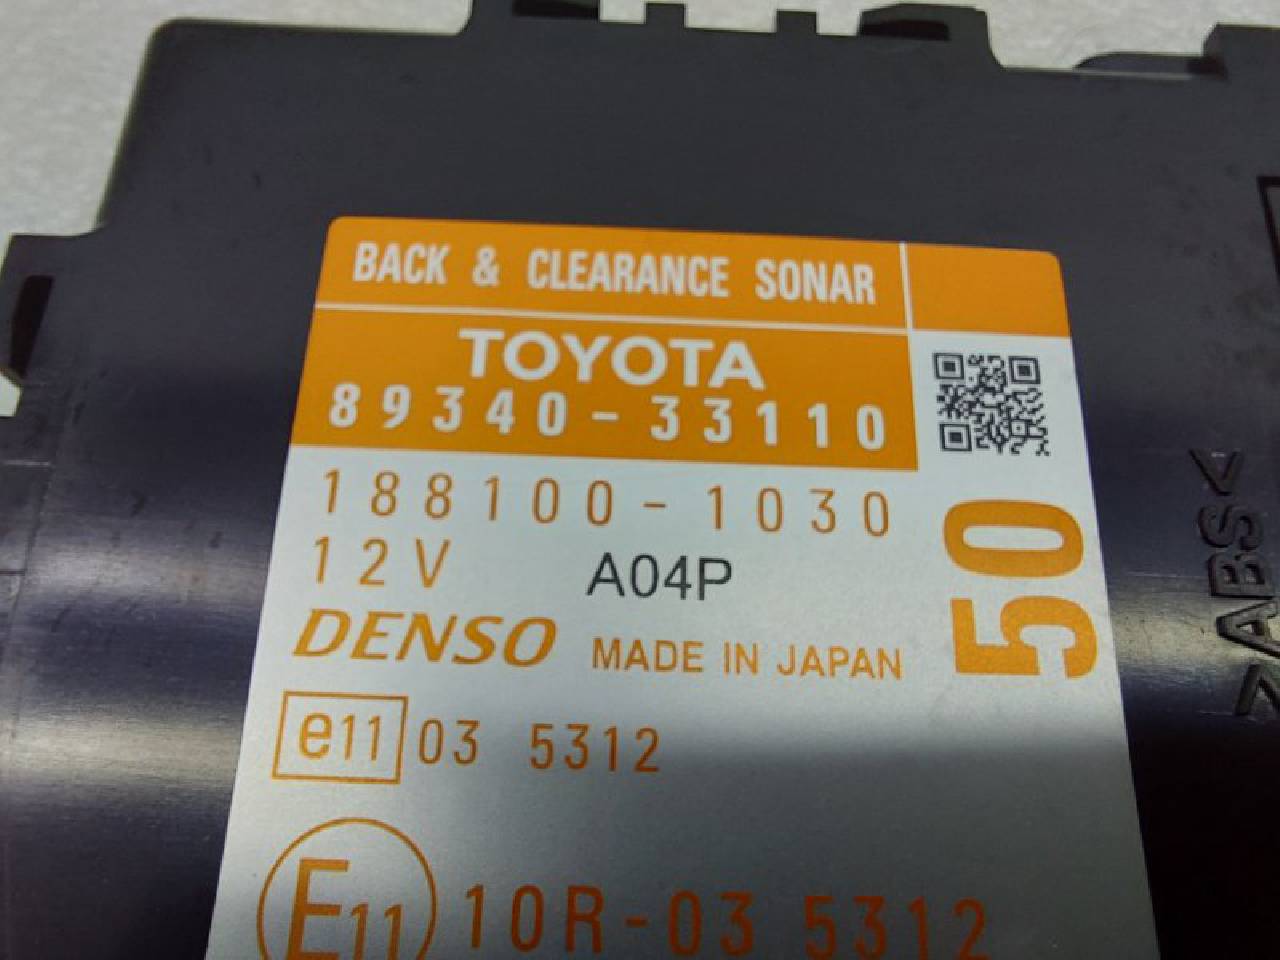 BACK & CLEARANCE SONAR
TOYOTA
89340-33110
188100-1030
12V A04P
DENSO MADE IN JAPAN
e11 03 5312
E11 10R-03 5312
50
>ABS<